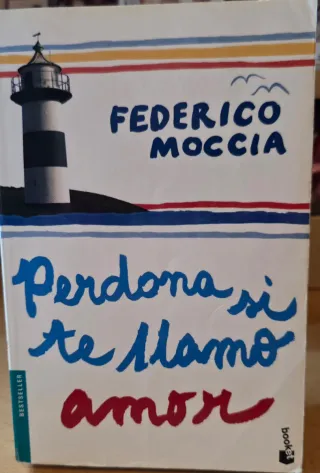 FEDERICO
MOCCIA
Perdona si
te llamo
amor
BESTSELLER
booket